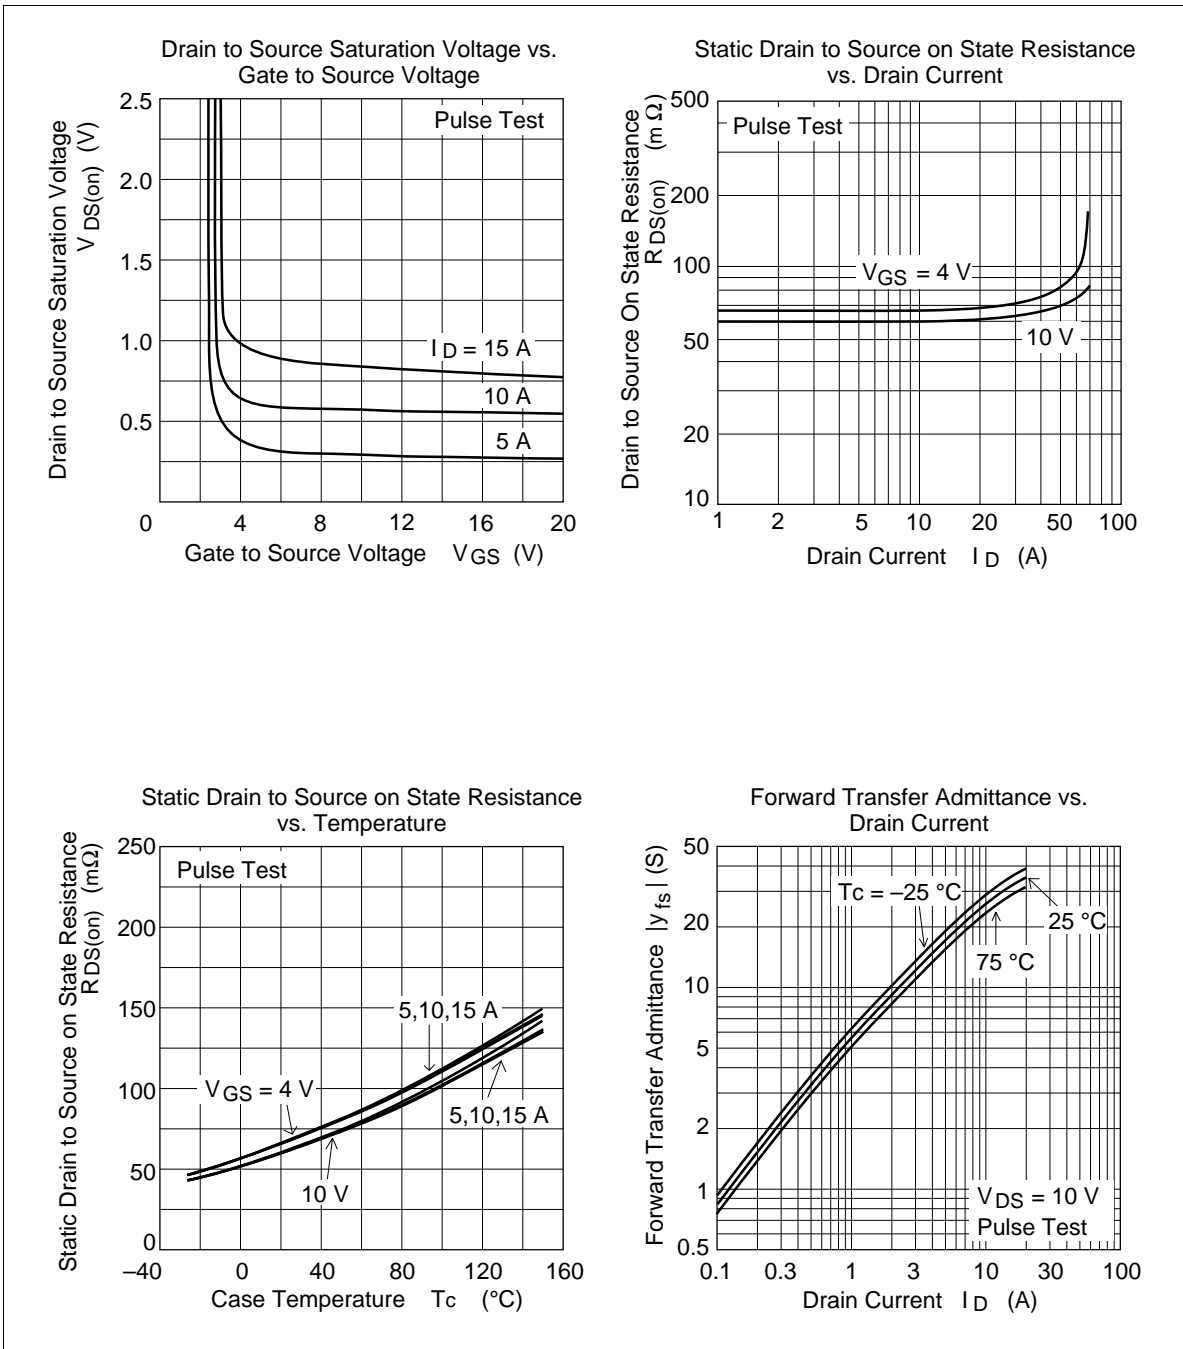 Drain to Source Saturation Voltage vs.
Gate to Source Voltage
Drain to Source Saturation Voltage
V DS(on) (V)
2.5
2.0
1.5
1.0
0.5
Pulse Test
I D = 15 A
10 A
5 A
0 4 8 12 16 20
Gate to Source Voltage V GS (V)
Static Drain to Source on State Resistance
vs. Drain Current
Drain to Source On State Resistance
R DS(on) (m Ω)
500
200
100
50
20
10
Pulse Test
V GS = 4 V
10 V
1 2 5 10 20 50 100
Drain Current I D (A)
Static Drain to Source on State Resistance
vs. Temperature
Static Drain to Source on State Resistance
R DS(on) (mΩ)
250
200
150
100
50
0
Pulse Test
5,10,15 A
V GS = 4 V
5,10,15 A
10 V
–40 0 40 80 120 160
Case Temperature Tc (°C)
Forward Transfer Admittance vs.
Drain Current
Forward Transfer Admittance |y fs| (S)
50
20
10
5
2
1
0.5
Tc = –25 °C
25 °C
75 °C
V DS = 10 V
Pulse Test
0.1 0.3 1 3 10 30 100
Drain Current I D (A)